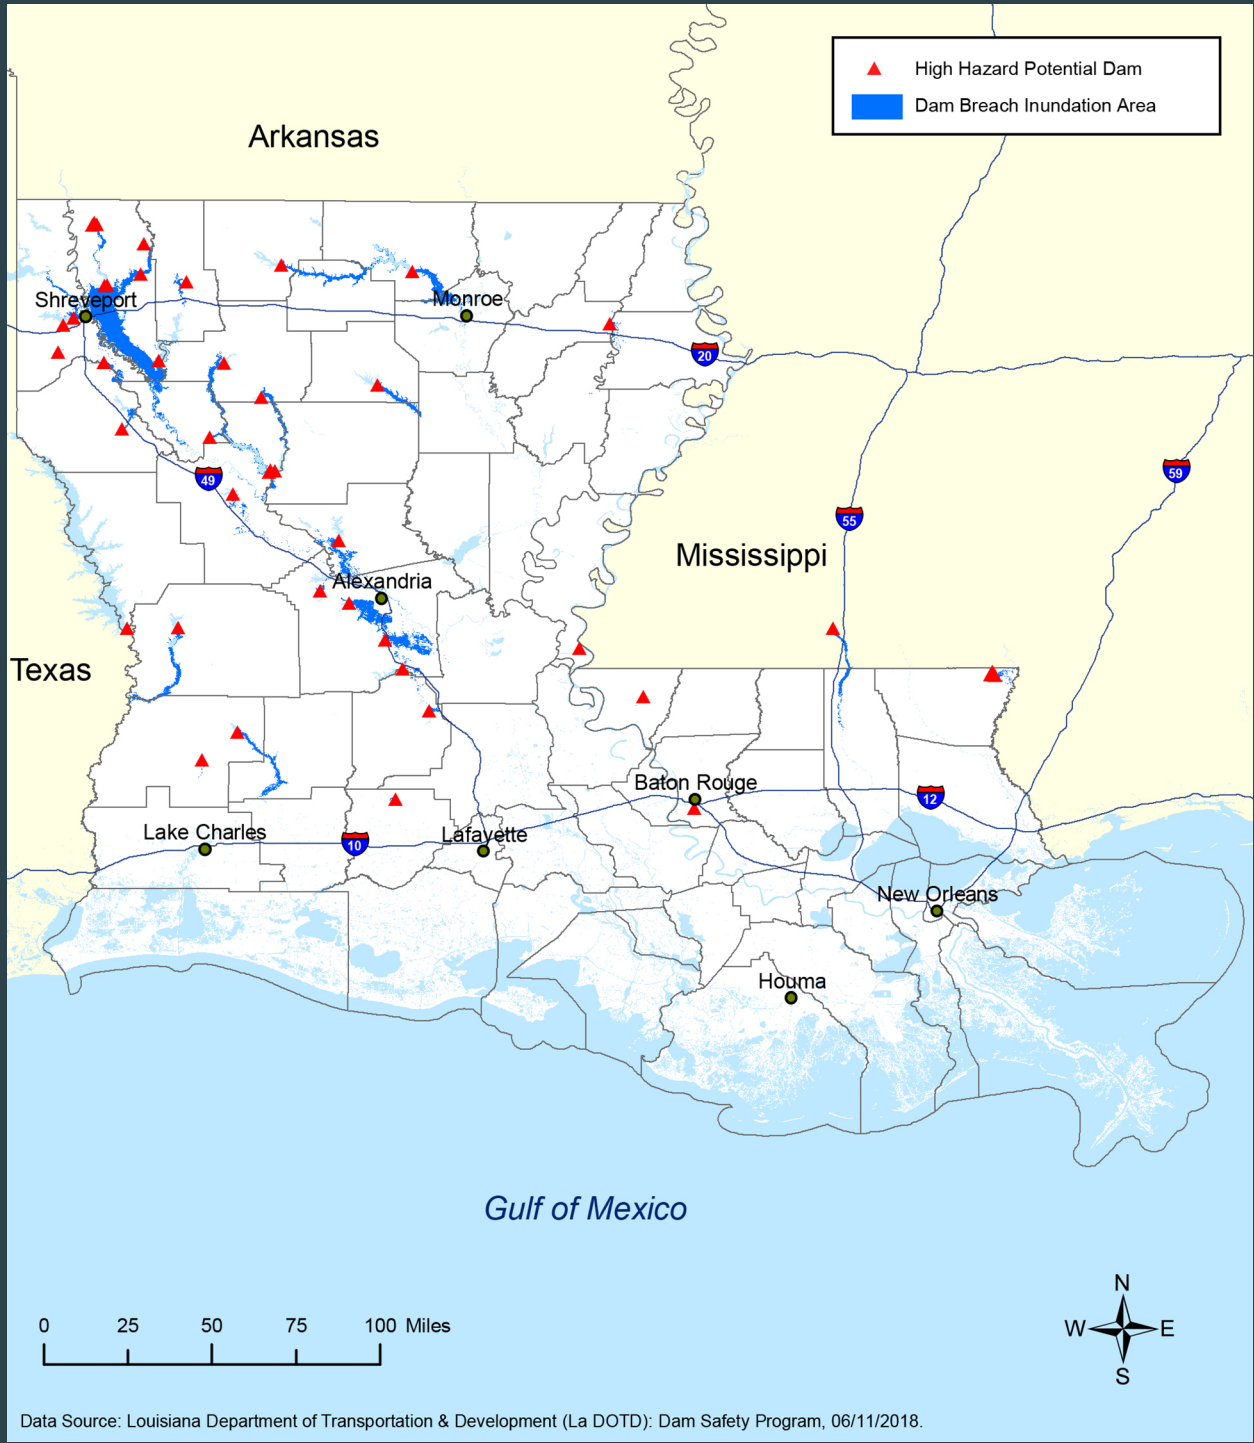 High Hazard Potential Dam
Dam Breach Inundation Area
Arkansas
Shreveport
Monroe
20
49
59
55
Mississippi
Alexandria
Texas
Baton Rouge
12
Lake Charles
10
Lafayette
New Orleans
Houma
Gulf of Mexico
N
W E
S
0 25 50 75 100 Miles
Data Source: Louisiana Department of Transportation & Development (La DOTD): Dam Safety Program, 06/11/2018.